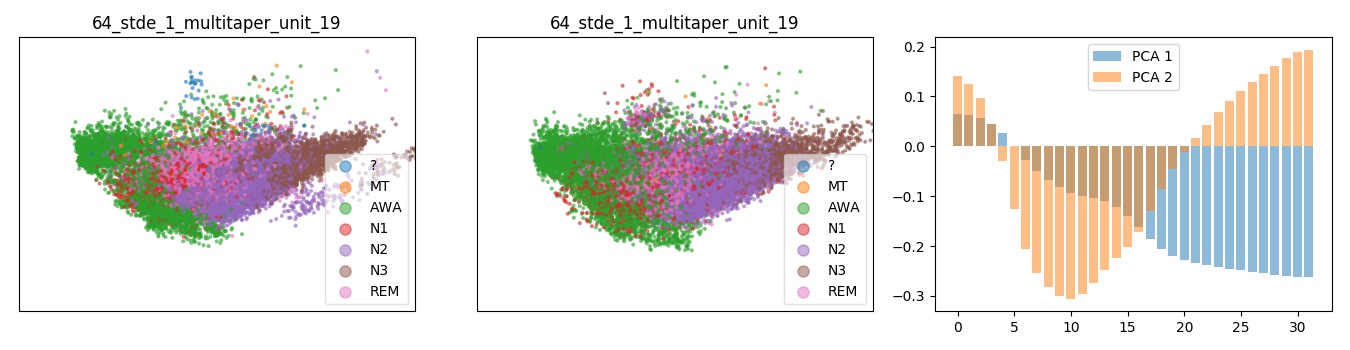 64_stde_1_multitaper_unit_19
?
MT
AWA
N1
N2
N3
REM
64_stde_1_multitaper_unit_19
?
MT
AWA
N1
N2
N3
REM
PCA 1
PCA 2
0.2
0.1
0.0
−0.1
−0.2
−0.3
0 5 10 15 20 25 30